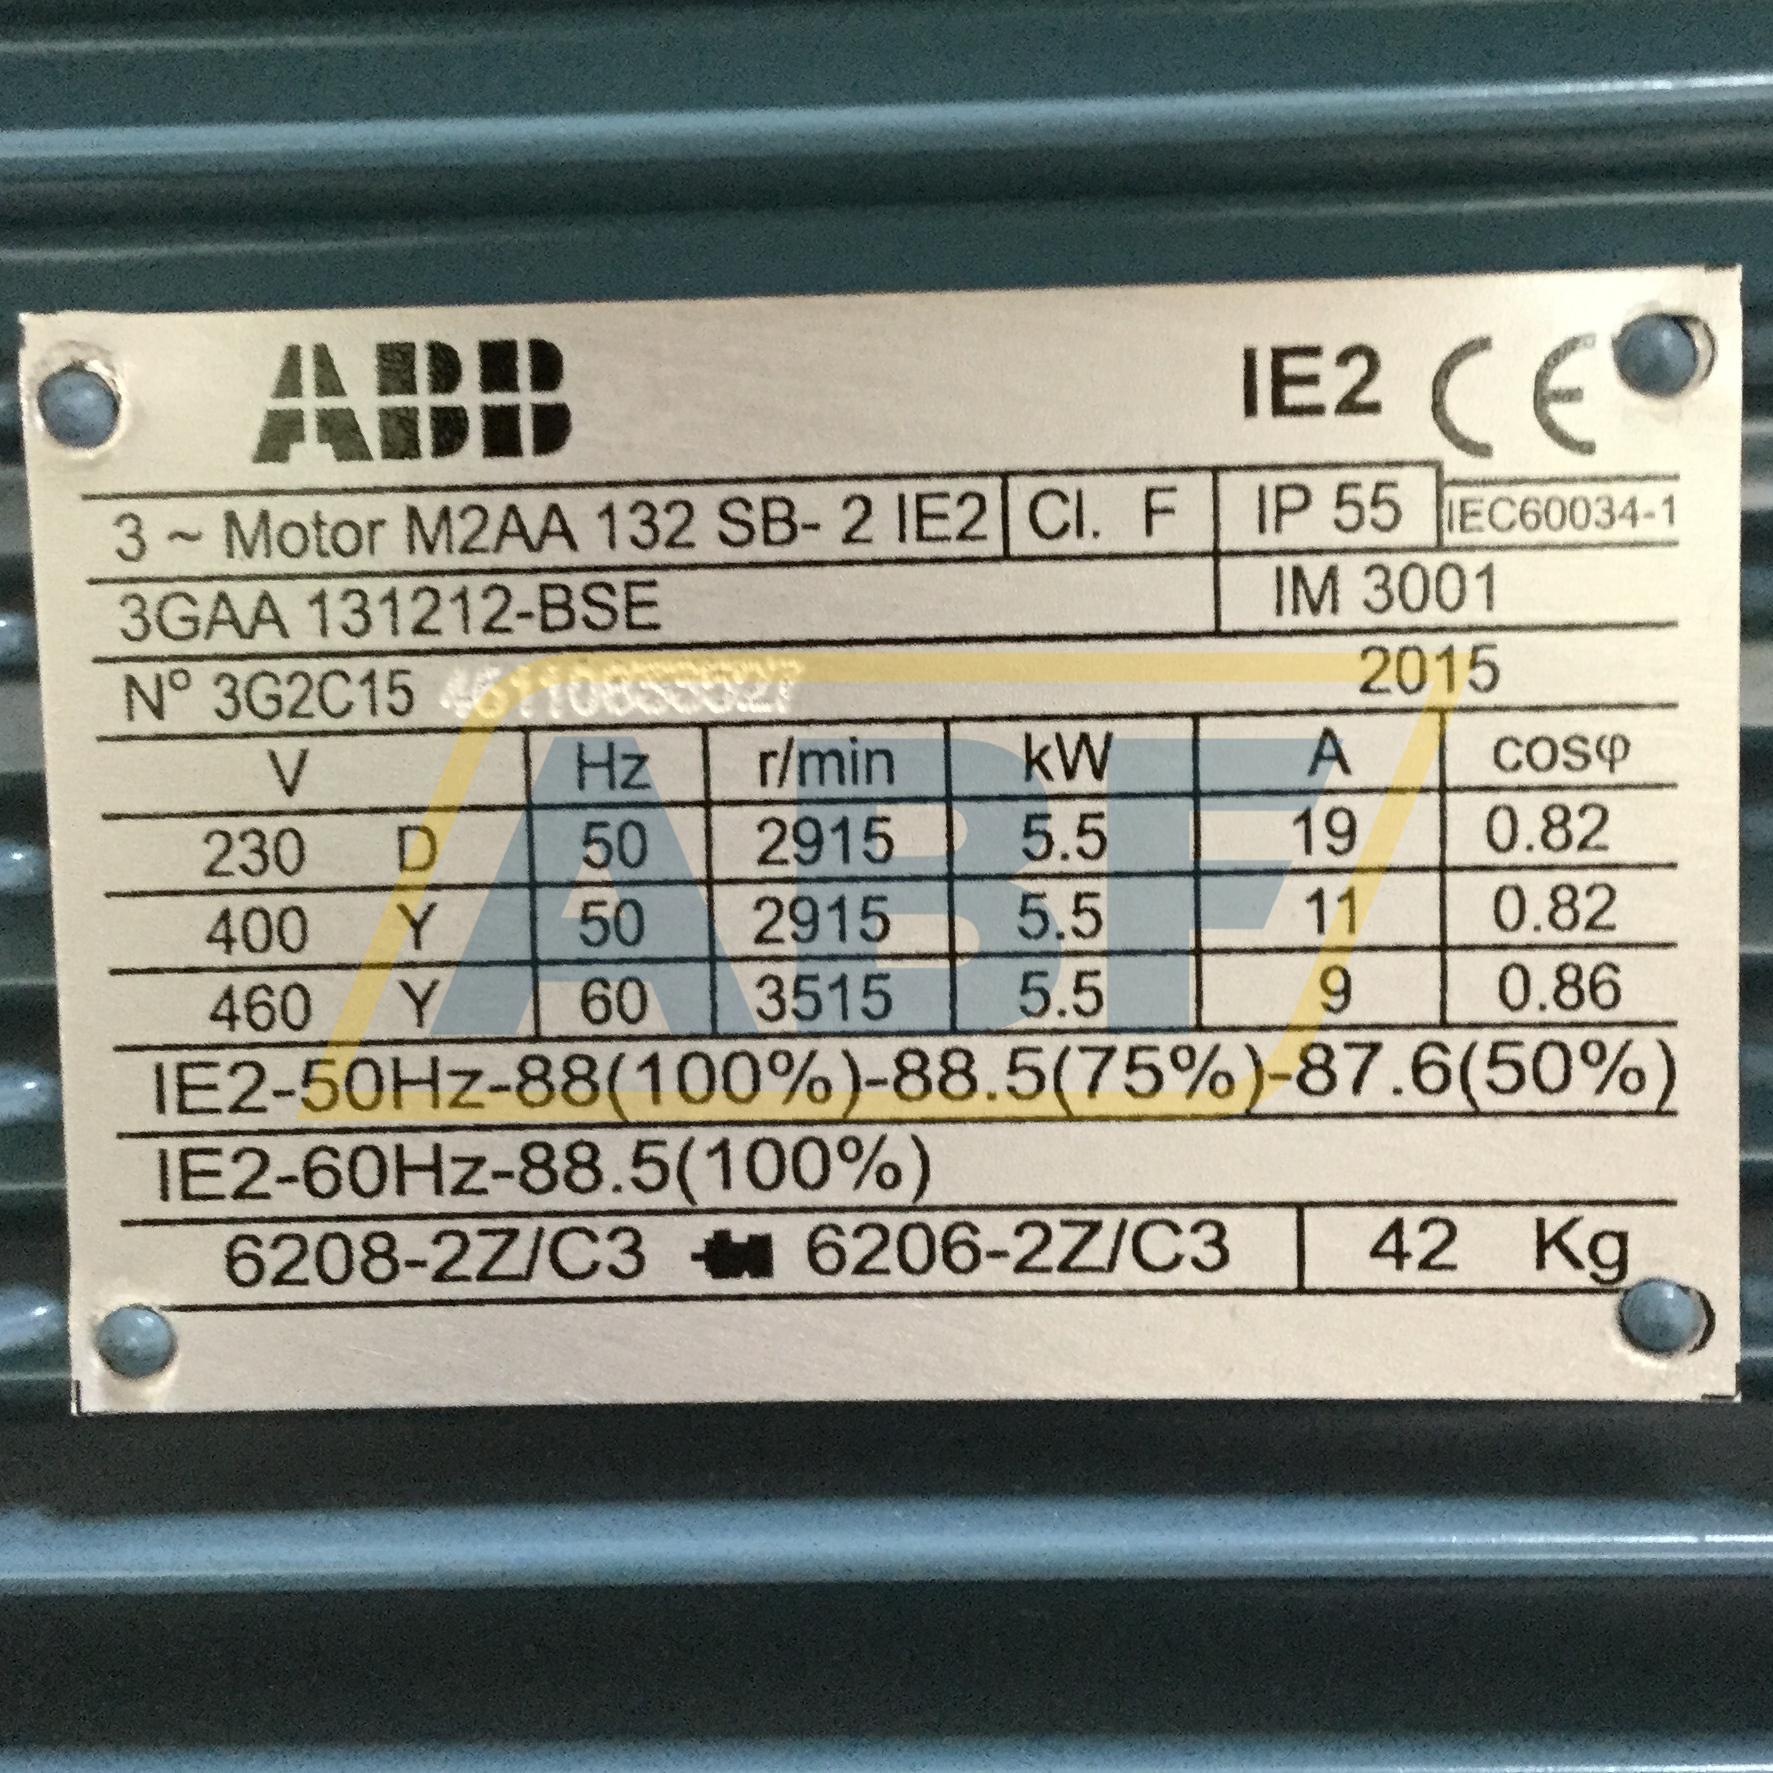 ABB IE2 CE
3 ~ Motor M2AA 132 SB- 2 IE2 Cl. F IP 55 IEC60034-1
3GAA 131212-BSE IM 3001
N° 3G2C15 2015
V Hz r/min kW A cosφ
230 D 50 2915 5.5 19 0.82
400 Y 50 2915 5.5 11 0.82
460 Y 60 3515 5.5 9 0.86
ABF
IE2-50Hz-88(100%)-88.5(75%)-87.6(50%)
IE2-60Hz-88.5(100%)
6208-2Z/C3 6206-2Z/C3 42 Kg